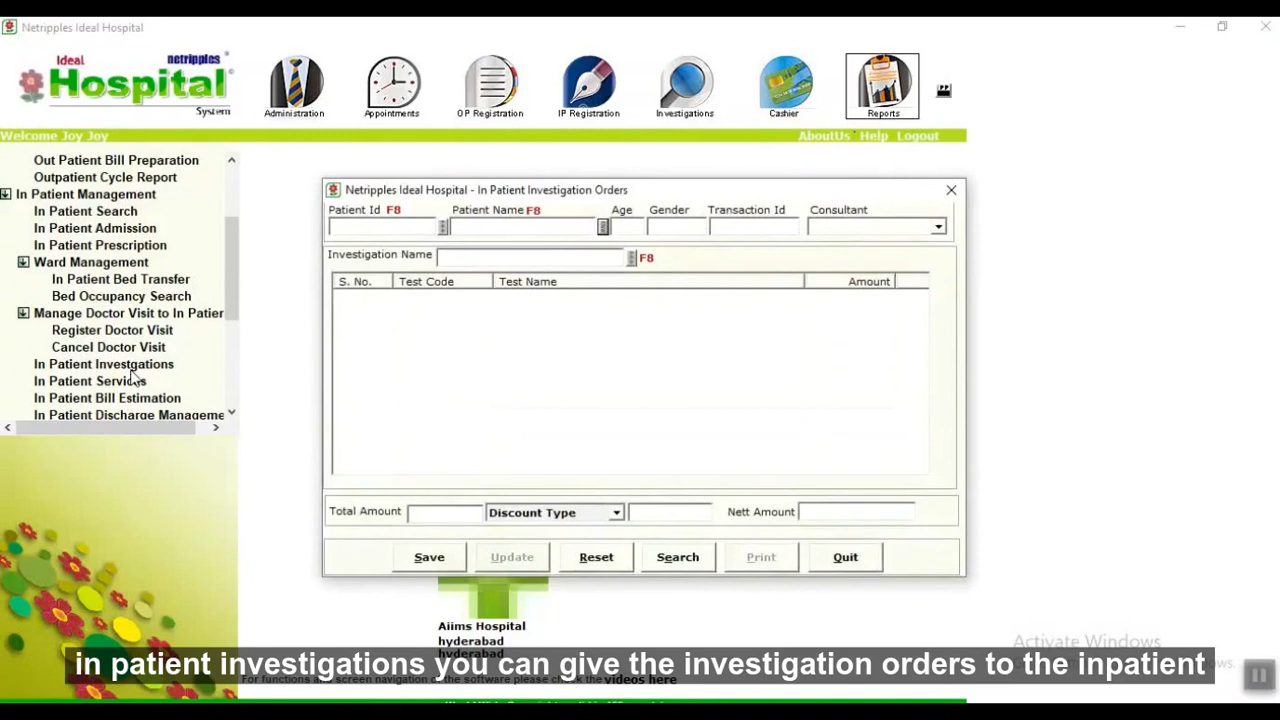 Netripples Ideal Hospital
Ideal netripples®
Hospital
System
Administration
Appointments
OP Registration
IP Registration
Investigations
Cashier
Reports
Welcome Joy Joy
AboutUs Help Logout
Out Patient Bill Preparation
Outpatient Cycle Report
In Patient Management
In Patient Search
In Patient Admission
In Patient Prescription
Ward Management
In Patient Bed Transfer
Bed Occupancy Search
Manage Doctor Visit to In Patier
Register Doctor Visit
Cancel Doctor Visit
In Patient Investgations
In Patient Services
In Patient Bill Estimation
In Patient Discharge Manageme
Netripples Ideal Hospital - In Patient Investigation Orders
Patient Id F8 Patient Name F8 Age Gender Transaction Id Consultant
Investigation Name F8
S. No. Test Code Test Name Amount
Total Amount Discount Type Nett Amount
Save Update Reset Search Print Quit
Aiims Hospital
hyderabad
hyderabad
Activate Windows
in patient investigations you can give the investigation orders to the inpatient
For functions and screen navigation of the software please check the videos here